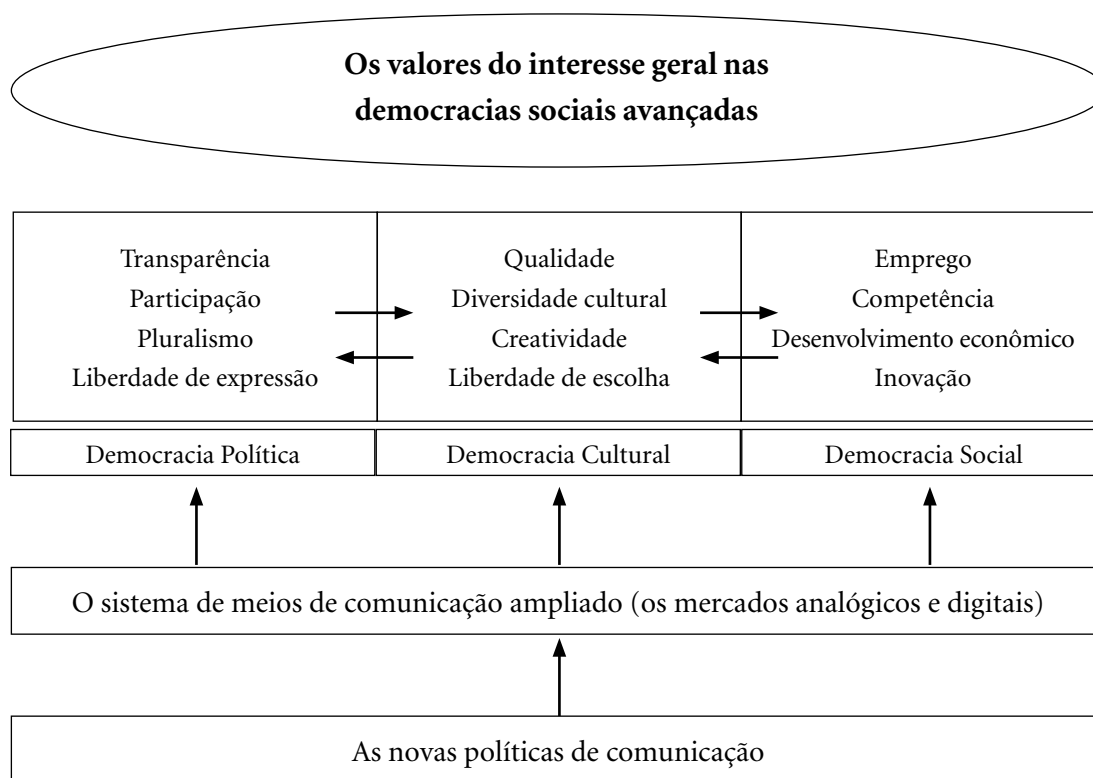 Os valores do interesse geral nas
democracias sociais avançadas
Transparência
Participação
Pluralismo
Liberdade de expressão
Qualidade
Diversidade cultural
Creatividade
Liberdade de escolha
Emprego
Competência
Desenvolvimento econômico
Inovação
Democracia Política
Democracia Cultural
Democracia Social
O sistema de meios de comunicação ampliado (os mercados analógicos e digitais)
As novas políticas de comunicação